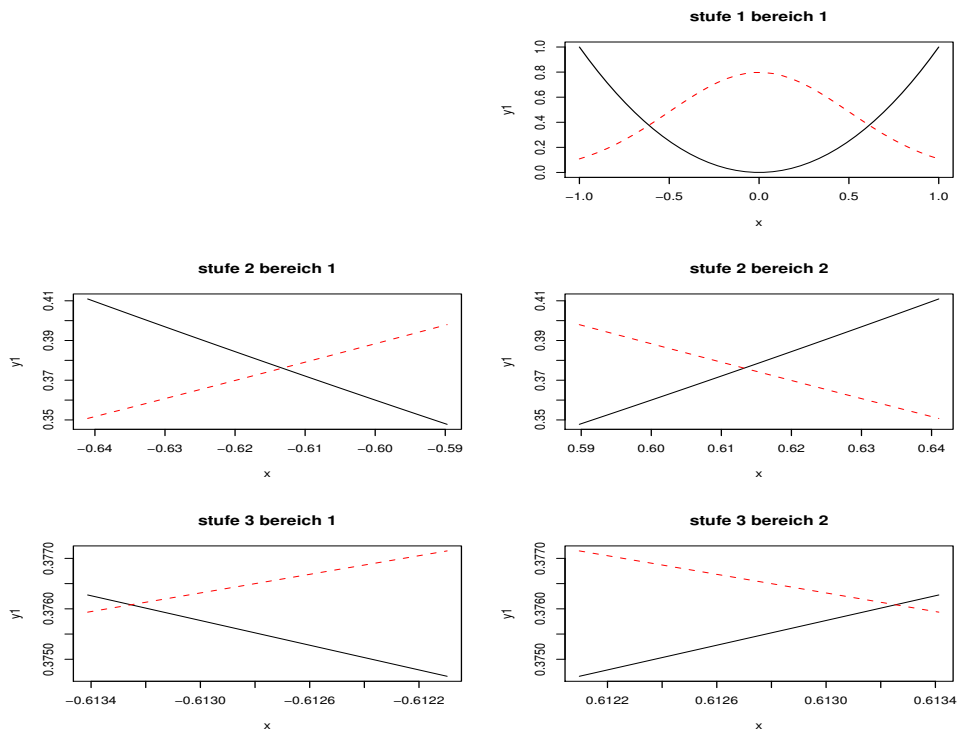 stufe 1 bereich 1
y1
0.0 0.2 0.4 0.6 0.8 1.0
−1.0 −0.5 0.0 0.5 1.0
x
stufe 2 bereich 1
y1
0.35 0.37 0.39 0.41
−0.64 −0.63 −0.62 −0.61 −0.60 −0.59
x
stufe 2 bereich 2
y1
0.35 0.37 0.39 0.41
0.59 0.60 0.61 0.62 0.63 0.64
x
stufe 3 bereich 1
y1
0.3750 0.3760 0.3770
−0.6134 −0.6130 −0.6126 −0.6122
x
stufe 3 bereich 2
y1
0.3750 0.3760 0.3770
0.6122 0.6126 0.6130 0.6134
x